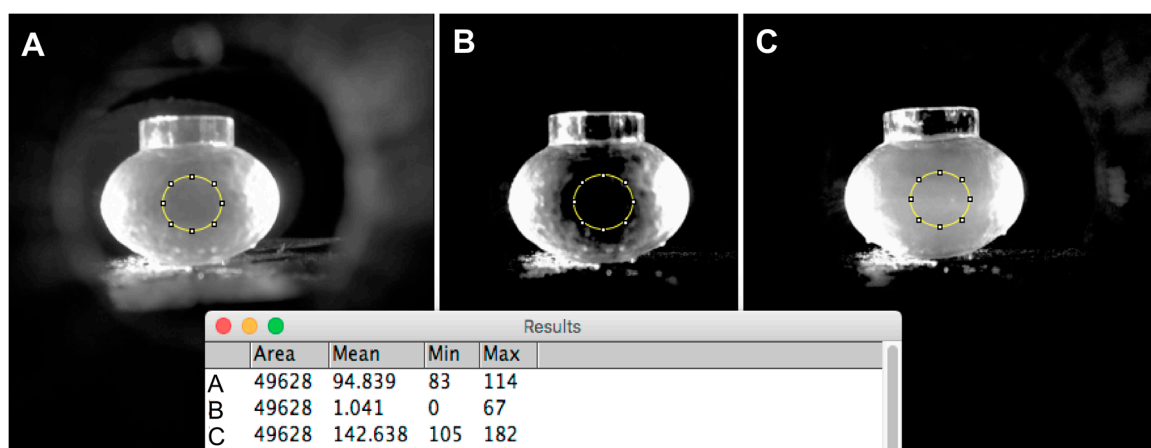 A B C
Results
Area Mean Min Max
A 49628 94.839 83 114
B 49628 1.041 0 67
C 49628 142.638 105 182